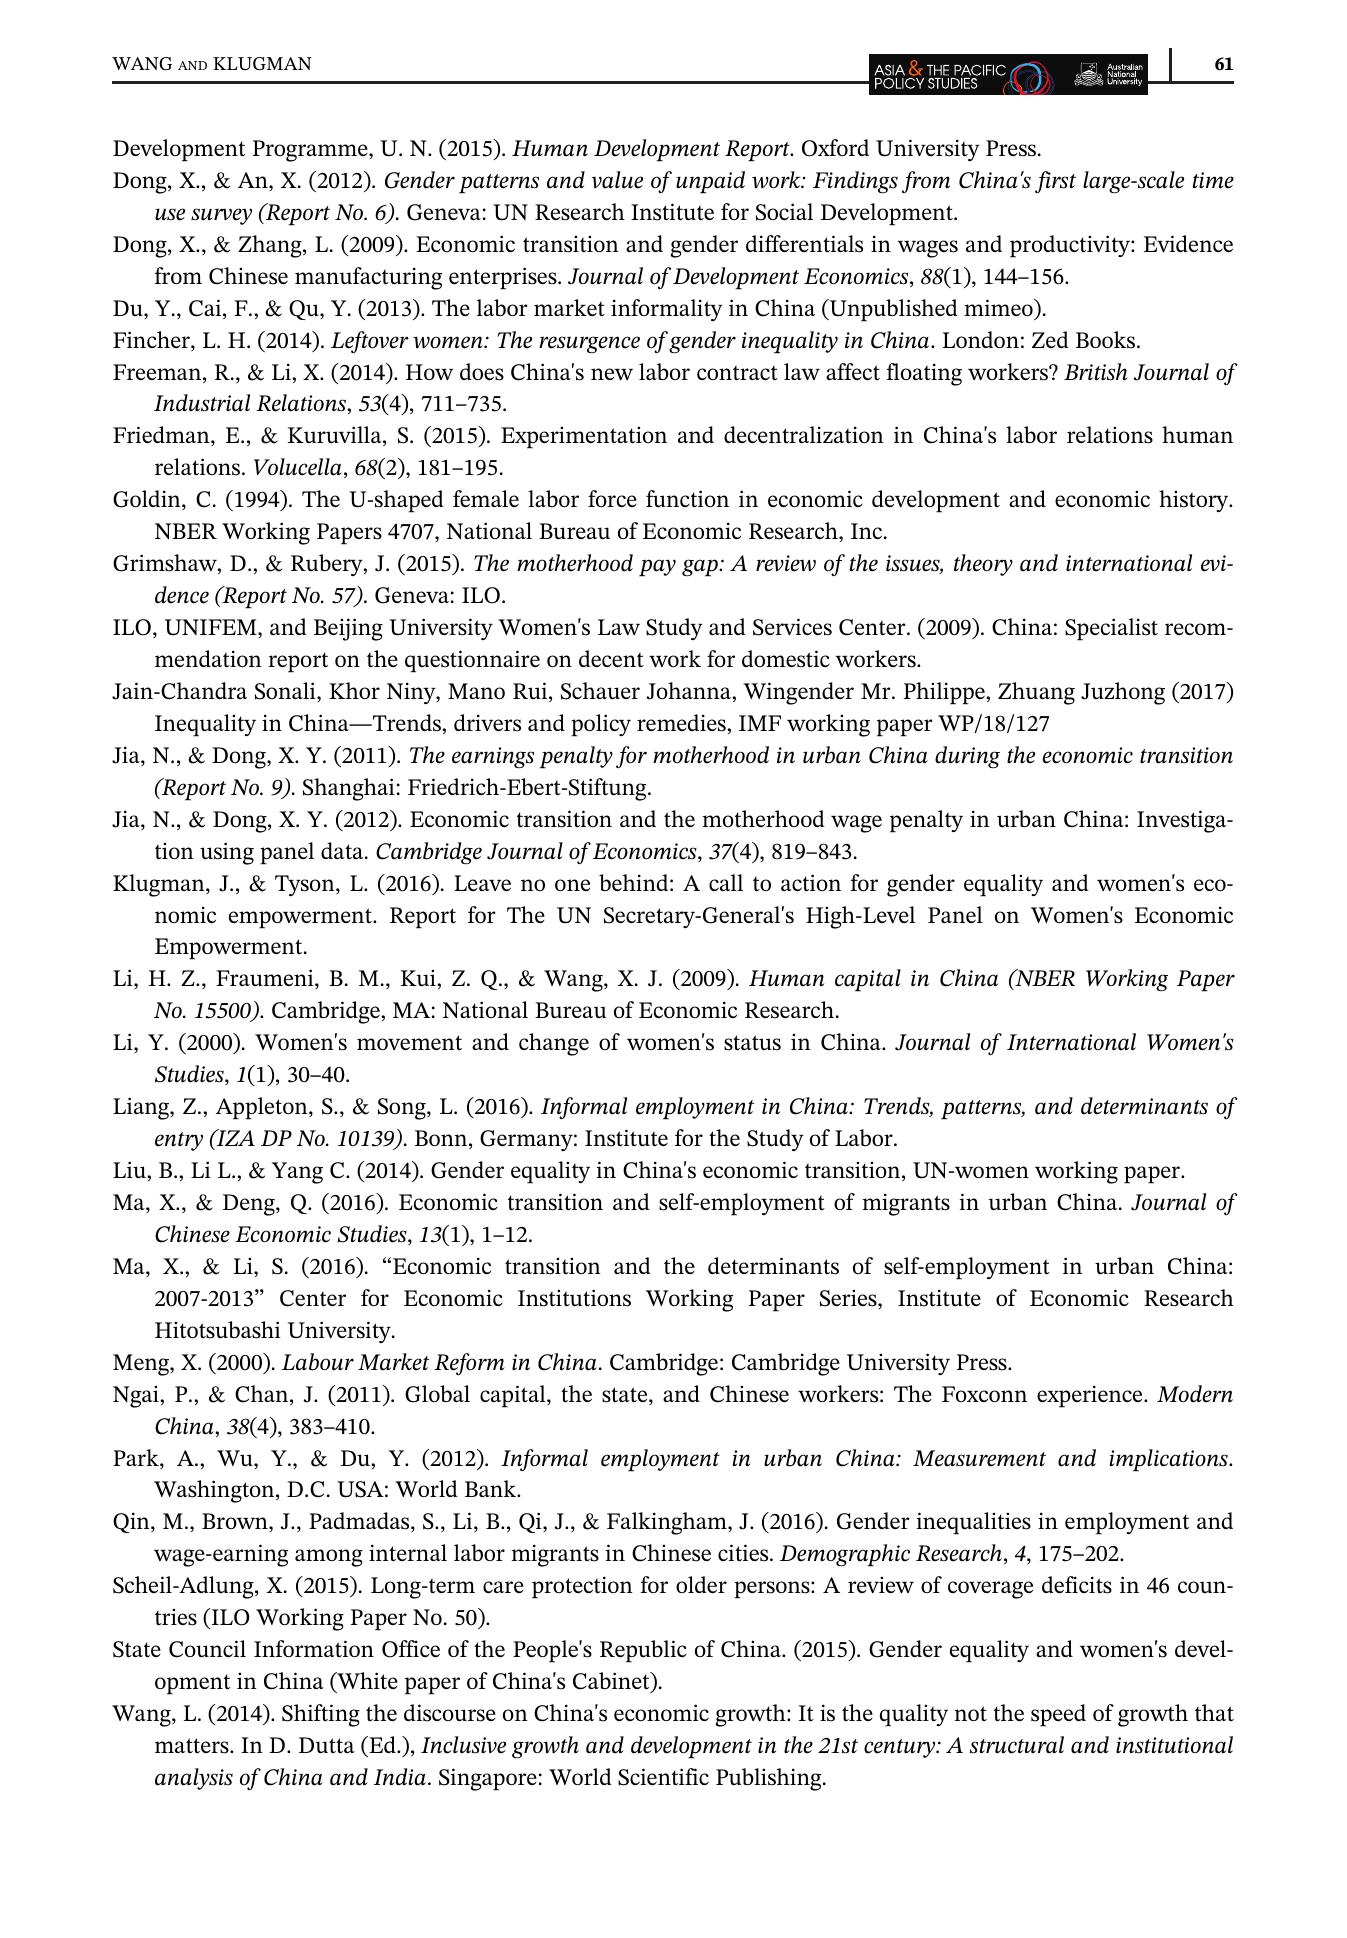 WANG AND KLUGMAN
ASIA & THE PACIFIC
POLICY STUDIES
Australian
National
University
61
Development Programme, U. N. (2015). Human Development Report. Oxford University Press.
Dong, X., & An, X. (2012). Gender patterns and value of unpaid work: Findings from China's first large-scale time
use survey (Report No. 6). Geneva: UN Research Institute for Social Development.
Dong, X., & Zhang, L. (2009). Economic transition and gender differentials in wages and productivity: Evidence
from Chinese manufacturing enterprises. Journal of Development Economics, 88(1), 144–156.
Du, Y., Cai, F., & Qu, Y. (2013). The labor market informality in China (Unpublished mimeo).
Fincher, L. H. (2014). Leftover women: The resurgence of gender inequality in China. London: Zed Books.
Freeman, R., & Li, X. (2014). How does China's new labor contract law affect floating workers? British Journal of
Industrial Relations, 53(4), 711–735.
Friedman, E., & Kuruvilla, S. (2015). Experimentation and decentralization in China's labor relations human
relations. Volucella, 68(2), 181–195.
Goldin, C. (1994). The U-shaped female labor force function in economic development and economic history.
NBER Working Papers 4707, National Bureau of Economic Research, Inc.
Grimshaw, D., & Rubery, J. (2015). The motherhood pay gap: A review of the issues, theory and international evi-
dence (Report No. 57). Geneva: ILO.
ILO, UNIFEM, and Beijing University Women's Law Study and Services Center. (2009). China: Specialist recom-
mendation report on the questionnaire on decent work for domestic workers.
Jain-Chandra Sonali, Khor Niny, Mano Rui, Schauer Johanna, Wingender Mr. Philippe, Zhuang Juzhong (2017)
Inequality in China—Trends, drivers and policy remedies, IMF working paper WP/18/127
Jia, N., & Dong, X. Y. (2011). The earnings penalty for motherhood in urban China during the economic transition
(Report No. 9). Shanghai: Friedrich-Ebert-Stiftung.
Jia, N., & Dong, X. Y. (2012). Economic transition and the motherhood wage penalty in urban China: Investiga-
tion using panel data. Cambridge Journal of Economics, 37(4), 819–843.
Klugman, J., & Tyson, L. (2016). Leave no one behind: A call to action for gender equality and women's eco-
nomic empowerment. Report for The UN Secretary-General's High-Level Panel on Women's Economic
Empowerment.
Li, H. Z., Fraumeni, B. M., Kui, Z. Q., & Wang, X. J. (2009). Human capital in China (NBER Working Paper
No. 15500). Cambridge, MA: National Bureau of Economic Research.
Li, Y. (2000). Women's movement and change of women's status in China. Journal of International Women's
Studies, 1(1), 30–40.
Liang, Z., Appleton, S., & Song, L. (2016). Informal employment in China: Trends, patterns, and determinants of
entry (IZA DP No. 10139). Bonn, Germany: Institute for the Study of Labor.
Liu, B., Li L., & Yang C. (2014). Gender equality in China's economic transition, UN-women working paper.
Ma, X., & Deng, Q. (2016). Economic transition and self-employment of migrants in urban China. Journal of
Chinese Economic Studies, 13(1), 1–12.
Ma, X., & Li, S. (2016). “Economic transition and the determinants of self-employment in urban China:
2007-2013” Center for Economic Institutions Working Paper Series, Institute of Economic Research
Hitotsubashi University.
Meng, X. (2000). Labour Market Reform in China. Cambridge: Cambridge University Press.
Ngai, P., & Chan, J. (2011). Global capital, the state, and Chinese workers: The Foxconn experience. Modern
China, 38(4), 383–410.
Park, A., Wu, Y., & Du, Y. (2012). Informal employment in urban China: Measurement and implications.
Washington, D.C. USA: World Bank.
Qin, M., Brown, J., Padmadas, S., Li, B., Qi, J., & Falkingham, J. (2016). Gender inequalities in employment and
wage-earning among internal labor migrants in Chinese cities. Demographic Research, 4, 175–202.
Scheil-Adlung, X. (2015). Long-term care protection for older persons: A review of coverage deficits in 46 coun-
tries (ILO Working Paper No. 50).
State Council Information Office of the People's Republic of China. (2015). Gender equality and women's devel-
opment in China (White paper of China's Cabinet).
Wang, L. (2014). Shifting the discourse on China's economic growth: It is the quality not the speed of growth that
matters. In D. Dutta (Ed.), Inclusive growth and development in the 21st century: A structural and institutional
analysis of China and India. Singapore: World Scientific Publishing.